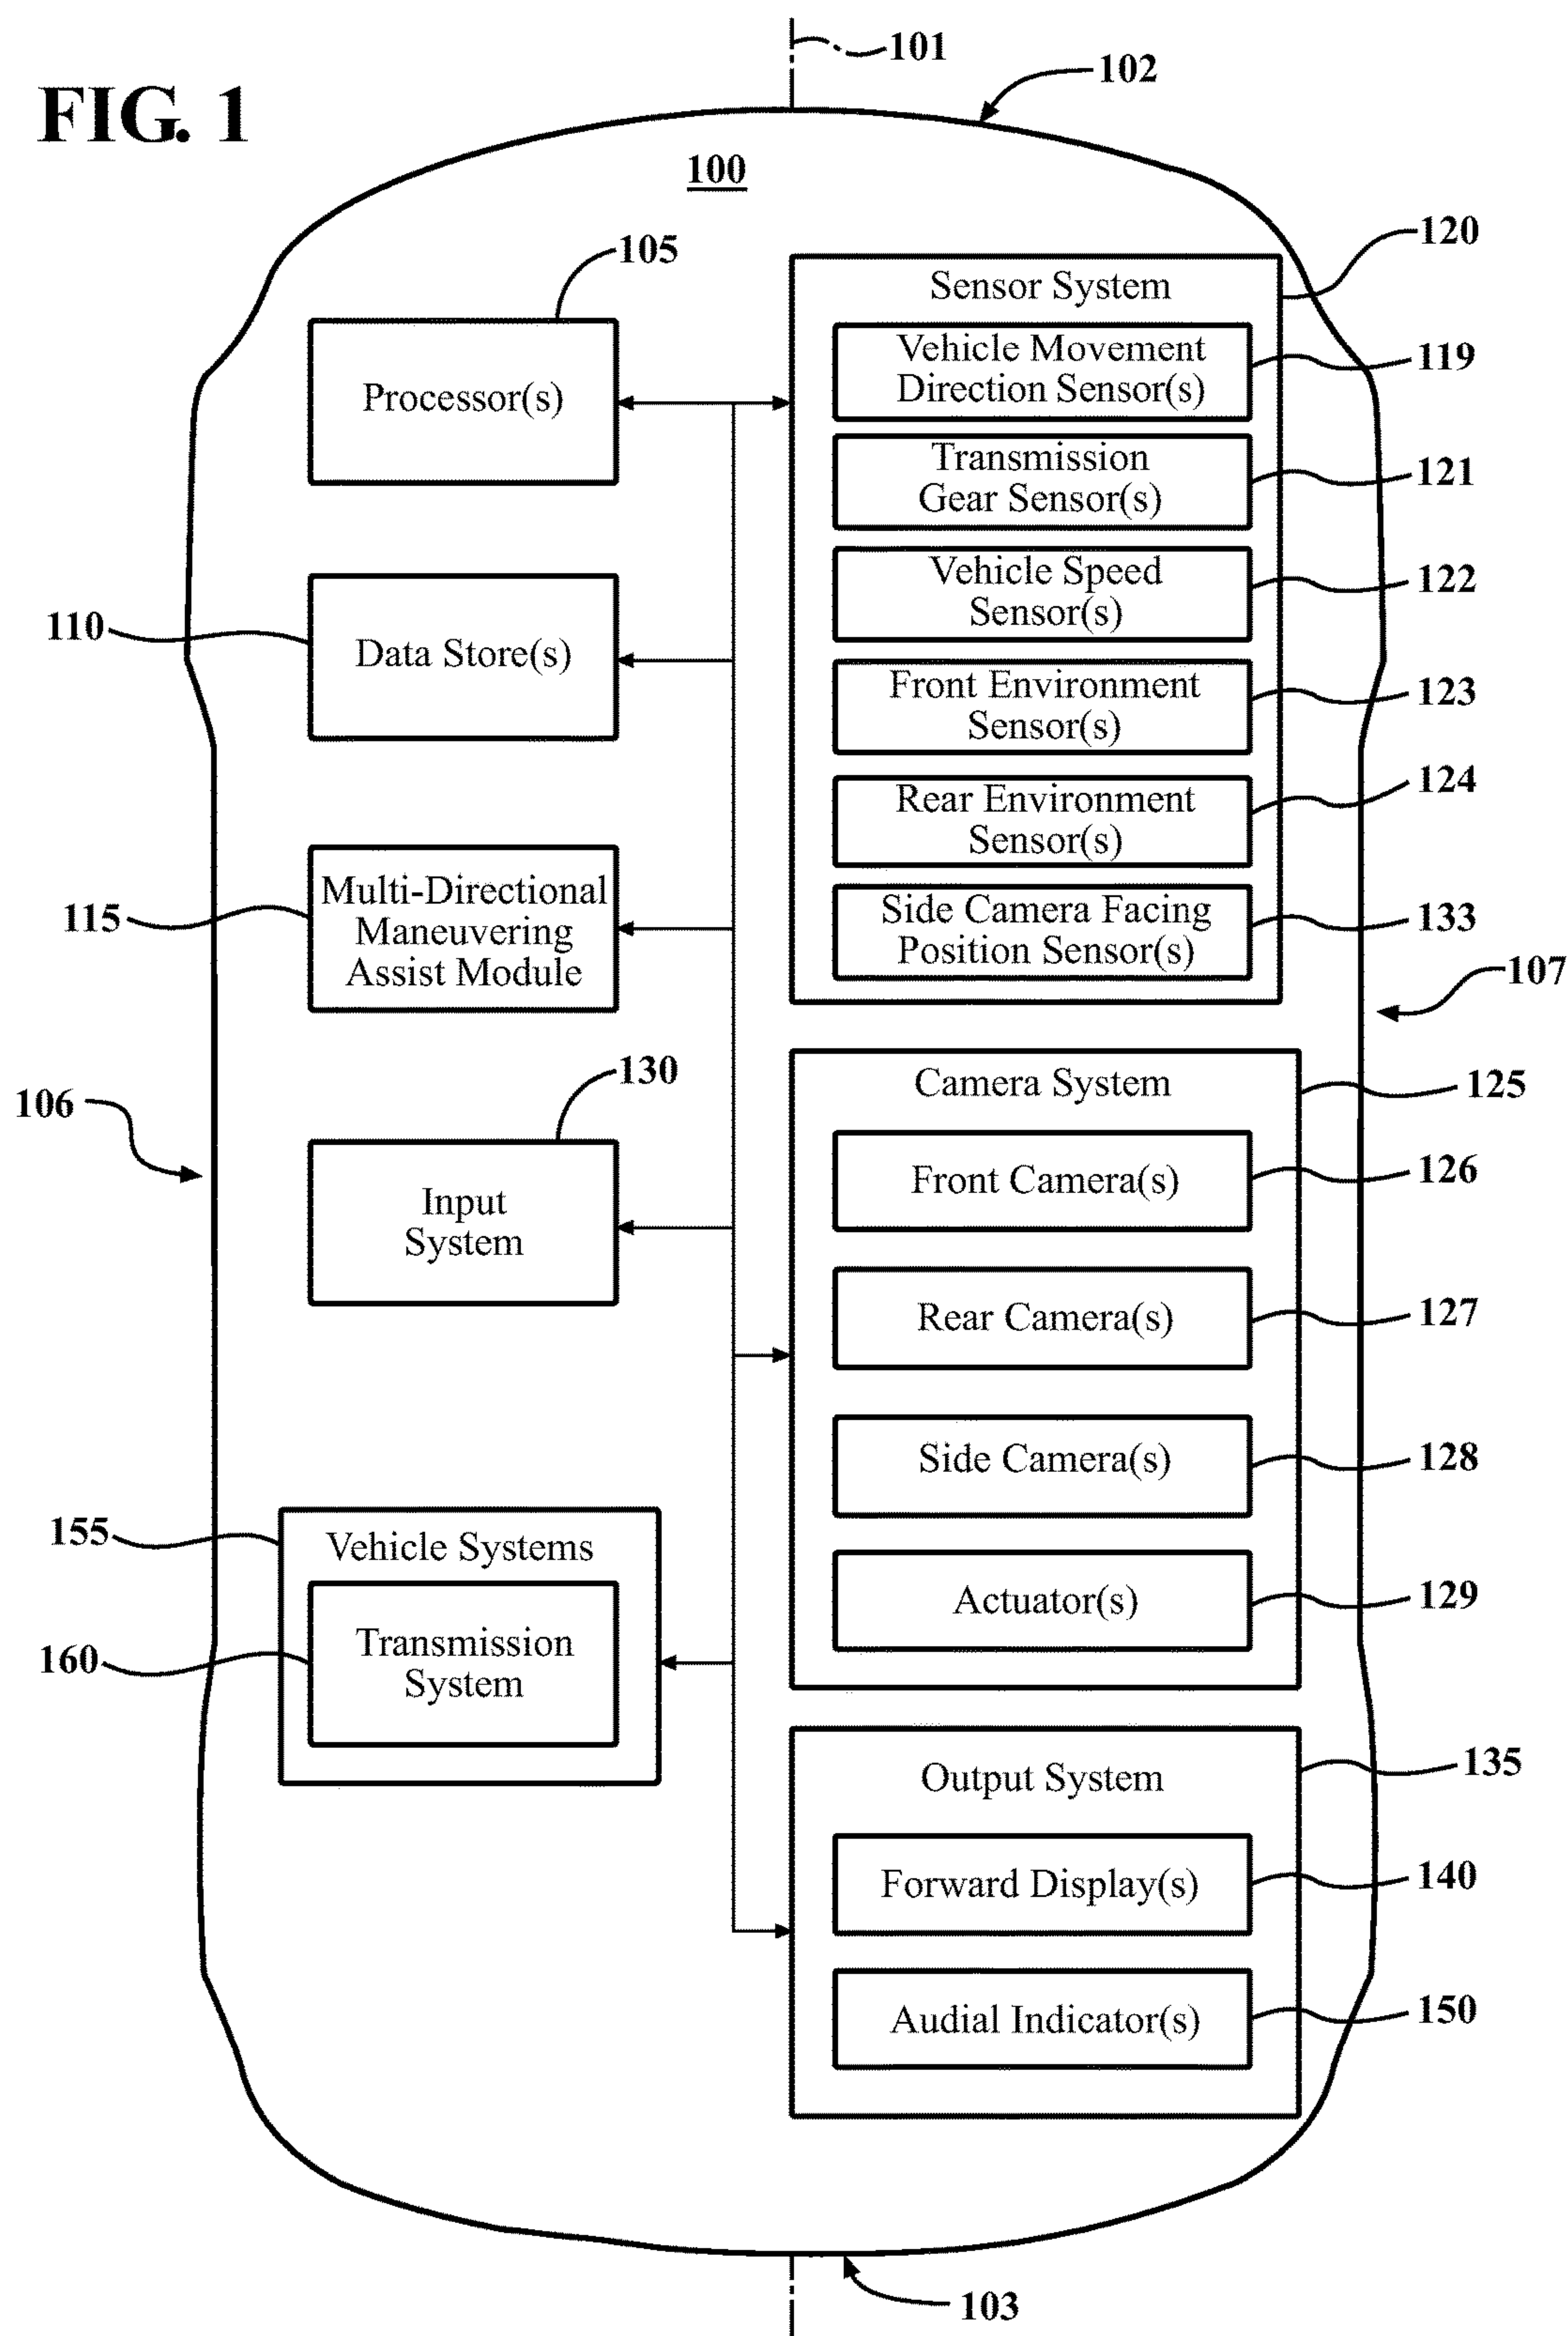 FIG. 1
101
102
100
105
Processor(s)
110
Data Store(s)
115
Multi-Directional
Maneuvering
Assist Module
130
106
Input
System
155
Vehicle Systems
160
Transmission
System
120
Sensor System
Vehicle Movement
Direction Sensor(s)
119
Transmission
Gear Sensor(s)
121
Vehicle Speed
Sensor(s)
122
Front Environment
Sensor(s)
123
Rear Environment
Sensor(s)
124
Side Camera Facing
Position Sensor(s)
133
107
Camera System
125
Front Camera(s)
126
Rear Camera(s)
127
Side Camera(s)
128
Actuator(s)
129
Output System
135
Forward Display(s)
140
Audial Indicator(s)
150
103